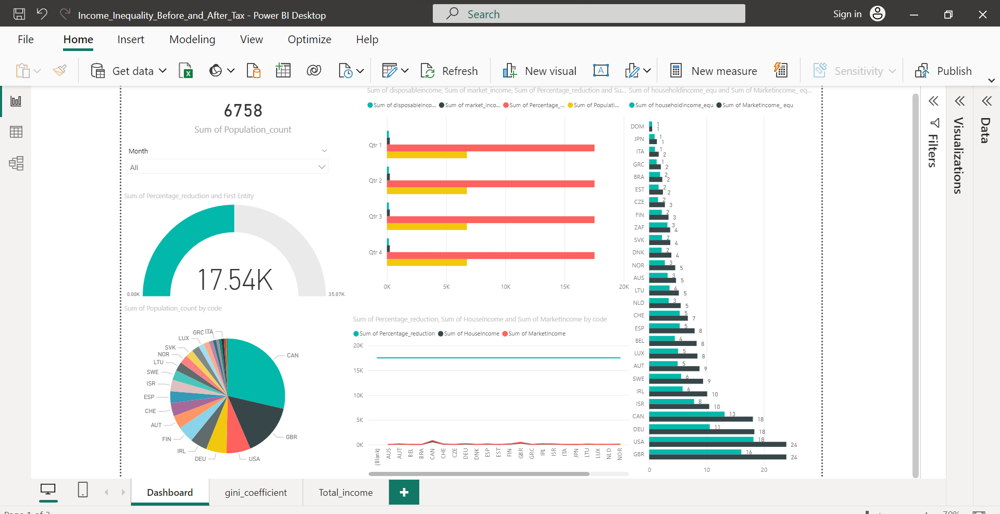 Income_Inequality_Before_and_After_Tax - Power BI Desktop
Search
Sign in
File Home Insert Modeling View Optimize Help
Get data Refresh New visual New measure Sensitivity Publish
6758
Sum of Population_count
Month
All
Sum of Percentage_reduction and First Entity
17.54K
0.00K 35.07K
Sum of Population_count by code
GRC ITA
LUX
SVK
NOR
LTU
SWE
ISR
ESP
CHE
AUT
FIN
IRL
DEU
USA
GBR
CAN
Sum of disposableincome, Sum of market_income, Sum of Percentage_reduction and Su...
Sum of disposableinco... Sum of market_inco... Sum of Percentage_... Sum of Populati...
Qtr 1
Qtr 2
Qtr 3
Qtr 4
0K 5K 10K 15K 20K
Sum of Percentage_reduction, Sum of HouseIncome and Sum of MarketIncome by code
Sum of Percentage_reduction Sum of HouseIncome Sum of MarketIncome
20K
15K
10K
5K
0K
(Blank) AUS AUT BEL BRA CAN CHE CZE DEU DNK ESP EST FIN GBR GRC IRL ISR ITA JPN LTU LUX NLD NOR
Sum of householdincome_equ and Sum of Marketincome_ eq...
Sum of householdincome_equ Sum of Marketincome_ equ
DOM 1 1
JPN 1 1
ITA 1 2
GRC 1 2
BRA 2 2
EST 2 2
CZE 2 3
FIN 2 3
ZAF 3 4
SVK 2 4
DNK 2 4
NOR 3 5
AUS 3 5
LTU 4 5
NLD 3 5
CHE 5 7
ESP 5 8
BEL 4 8
LUX 5 8
AUT 5 9
SWE 6 9
IRL 6 10
ISR 8 10
CAN 13 18
DEU 11 18
USA 18 24
GBR 16 24
0 10 20
Filters
Visualizations
Data
Dashboard gini_coefficient Total_income
Page 1 of 3
70%